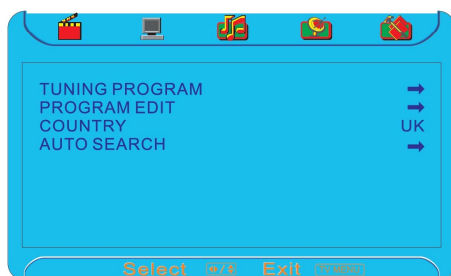 TUNING PROGRAM
PROGRAM EDIT
COUNTRY UK
AUTO SEARCH
Select Exit